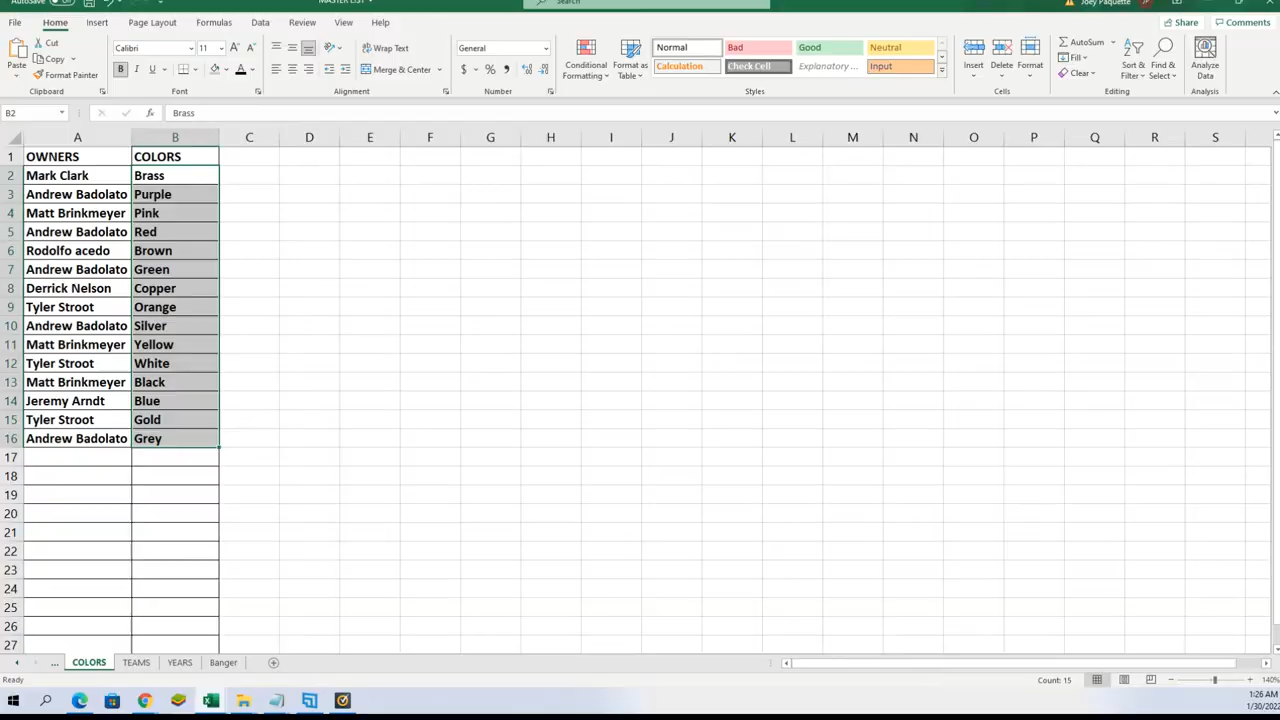 AutoSave Off MASTER LIST Search Joey Paquette JP
File Home Insert Page Layout Formulas Data Review View Help Share Comments
Paste Cut Copy Format Painter Clipboard
Calibri 11 B I U A Font
Wrap Text Merge & Center Alignment
General $ % Number
Conditional Formatting Format as Table
Normal Bad Good Neutral
Calculation Check Cell Explanatory ... Input
Styles
Insert Delete Format Cells
AutoSum Fill Clear Sort & Filter Find & Select Editing
Analyze Data Analysis
B2 fx Brass
A B C D E F G H I J K L M N O P Q R S
1 OWNERS COLORS
2 Mark Clark Brass
3 Andrew Badolato Purple
4 Matt Brinkmeyer Pink
5 Andrew Badolato Red
6 Rodolfo acedo Brown
7 Andrew Badolato Green
8 Derrick Nelson Copper
9 Tyler Stroot Orange
10 Andrew Badolato Silver
11 Matt Brinkmeyer Yellow
12 Tyler Stroot White
13 Matt Brinkmeyer Black
14 Jeremy Arndt Blue
15 Tyler Stroot Gold
16 Andrew Badolato Grey
17
18
19
20
21
22
23
24
25
26
27
... COLORS TEAMS YEARS Banger
Ready Count: 15 140%
1:26 AM
1/30/2022